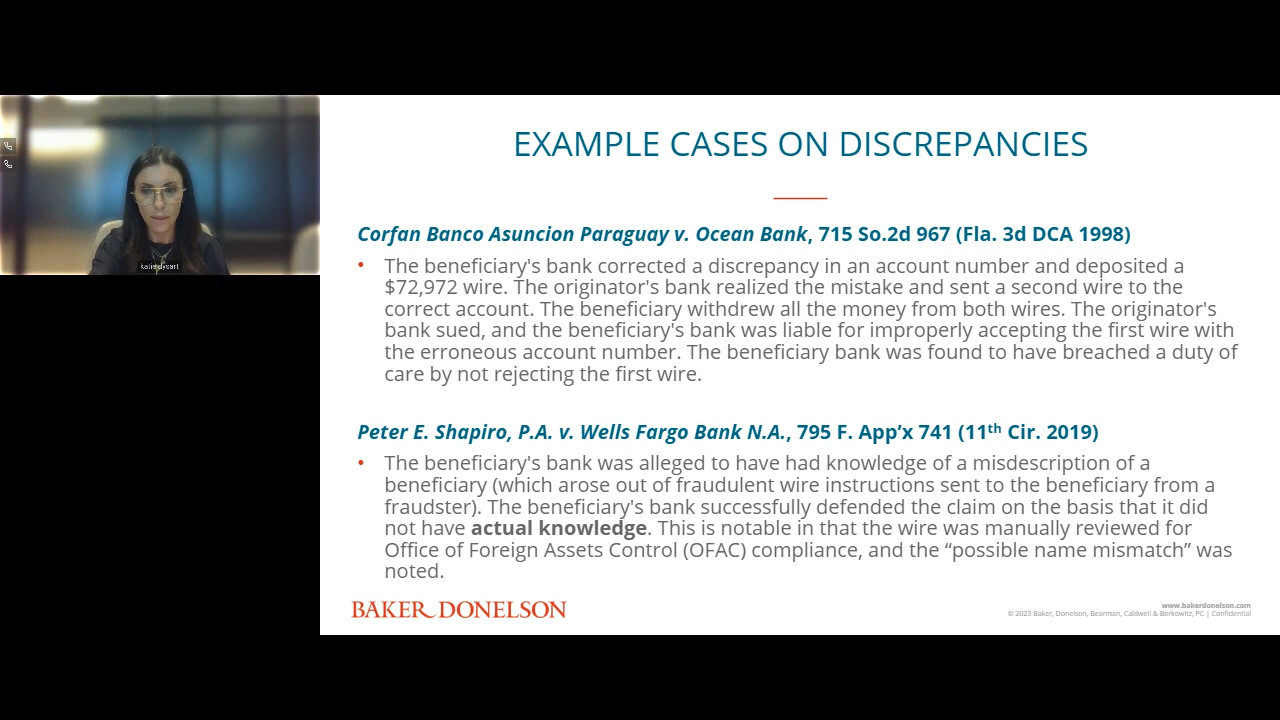 katie dysart
EXAMPLE CASES ON DISCREPANCIES
Corfan Banco Asuncion Paraguay v. Ocean Bank, 715 So.2d 967 (Fla. 3d DCA 1998)
• The beneficiary's bank corrected a discrepancy in an account number and deposited a
$72,972 wire. The originator's bank realized the mistake and sent a second wire to the
correct account. The beneficiary withdrew all the money from both wires. The originator's
bank sued, and the beneficiary's bank was liable for improperly accepting the first wire with
the erroneous account number. The beneficiary bank was found to have breached a duty of
care by not rejecting the first wire.
Peter E. Shapiro, P.A. v. Wells Fargo Bank N.A., 795 F. App’x 741 (11th Cir. 2019)
• The beneficiary's bank was alleged to have had knowledge of a misdescription of a
beneficiary (which arose out of fraudulent wire instructions sent to the beneficiary from a
fraudster). The beneficiary's bank successfully defended the claim on the basis that it did
not have actual knowledge. This is notable in that the wire was manually reviewed for
Office of Foreign Assets Control (OFAC) compliance, and the “possible name mismatch” was
noted.
BAKER DONELSON
www.bakerdonelson.com
© 2023 Baker, Donelson, Bearman, Caldwell & Berkowitz, PC | Confidential